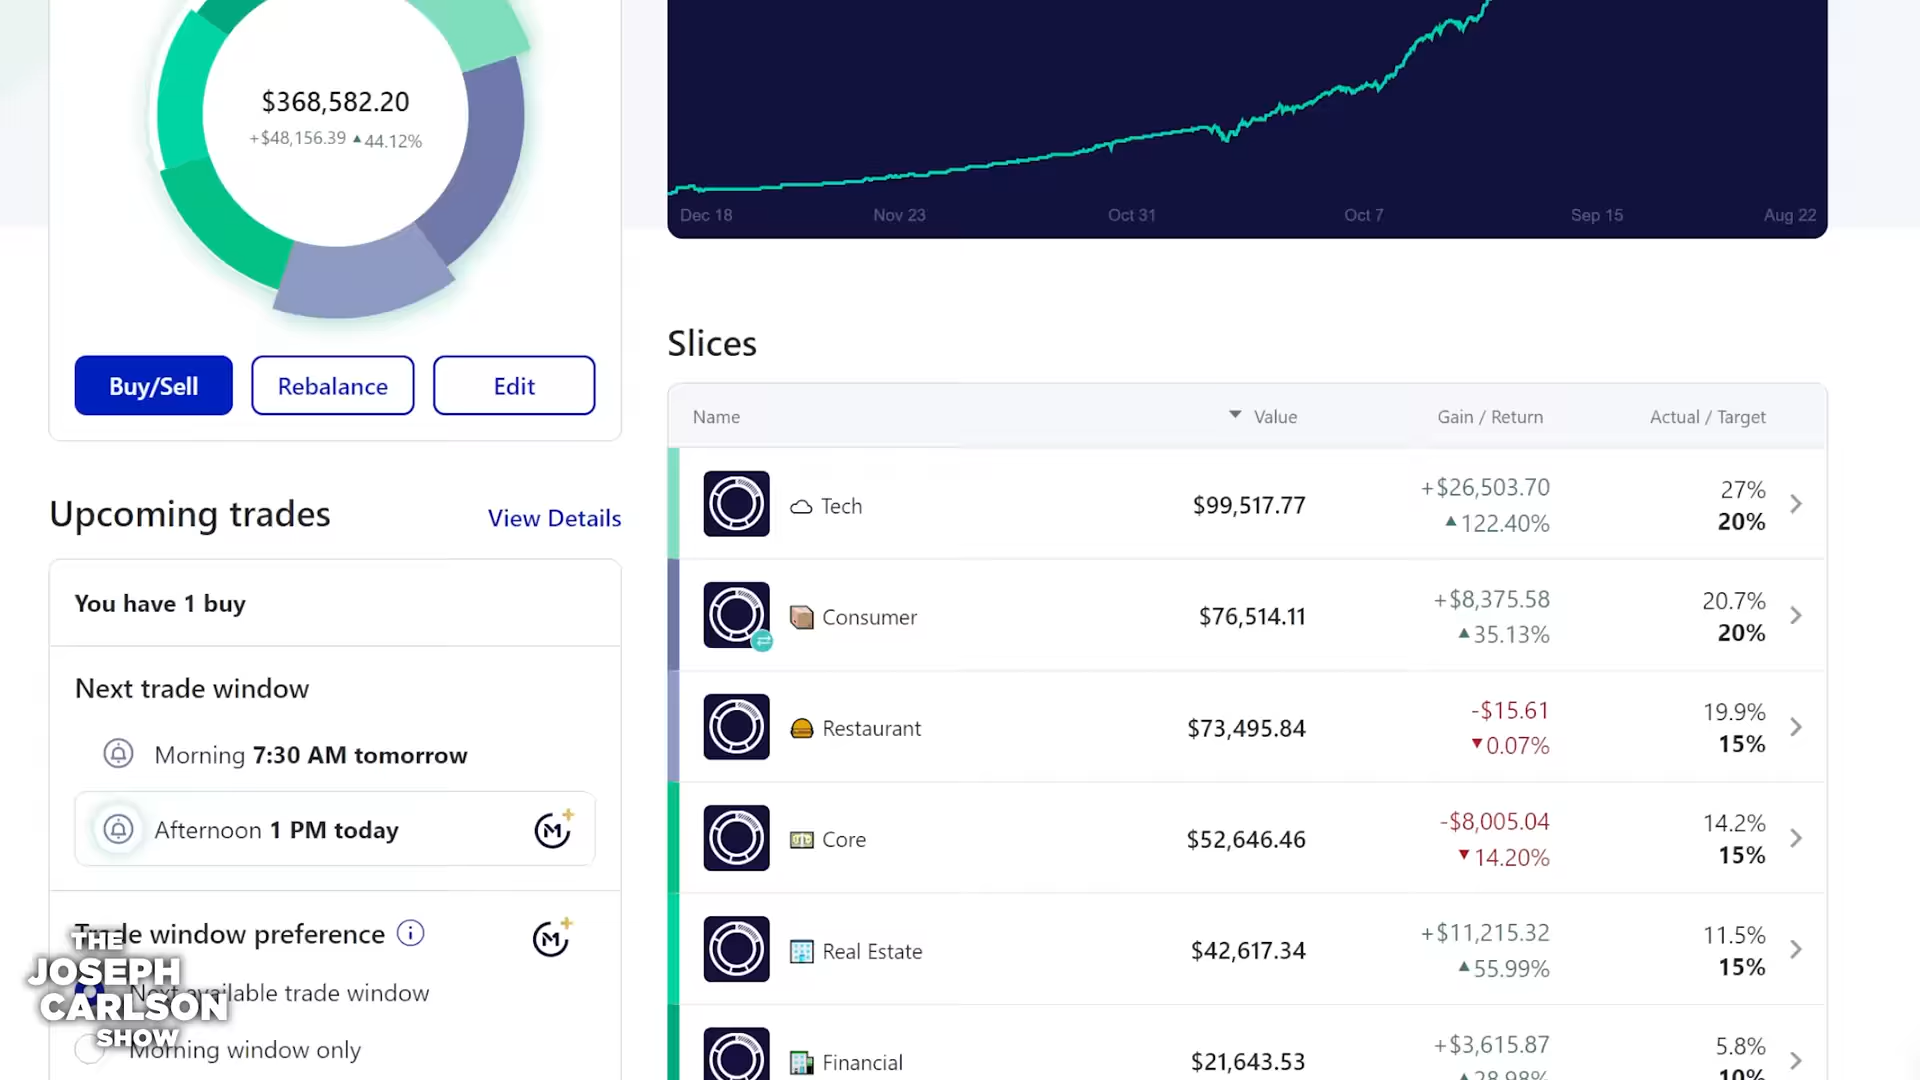 $368,582.20
+$48,156.39 ▲44.12%
Buy/Sell
Rebalance
Edit
Upcoming trades
View Details
You have 1 buy
Next trade window
Morning 7:30 AM tomorrow
Afternoon 1 PM today
Trade window preference
Next available trade window
Morning window only
THE
JOSEPH
CARLSON
SHOW
Dec 18
Nov 23
Oct 31
Oct 7
Sep 15
Aug 22
Slices
Name
Value
Gain / Return
Actual / Target
Tech
$99,517.77
+$26,503.70
▲122.40%
27%
20%
Consumer
$76,514.11
+$8,375.58
▲35.13%
20.7%
20%
Restaurant
$73,495.84
-$15.61
▼0.07%
19.9%
15%
Core
$52,646.46
-$8,005.04
▼14.20%
14.2%
15%
Real Estate
$42,617.34
+$11,215.32
▲55.99%
11.5%
15%
Financial
$21,643.53
+$3,615.87
▲28.98%
5.8%
10%